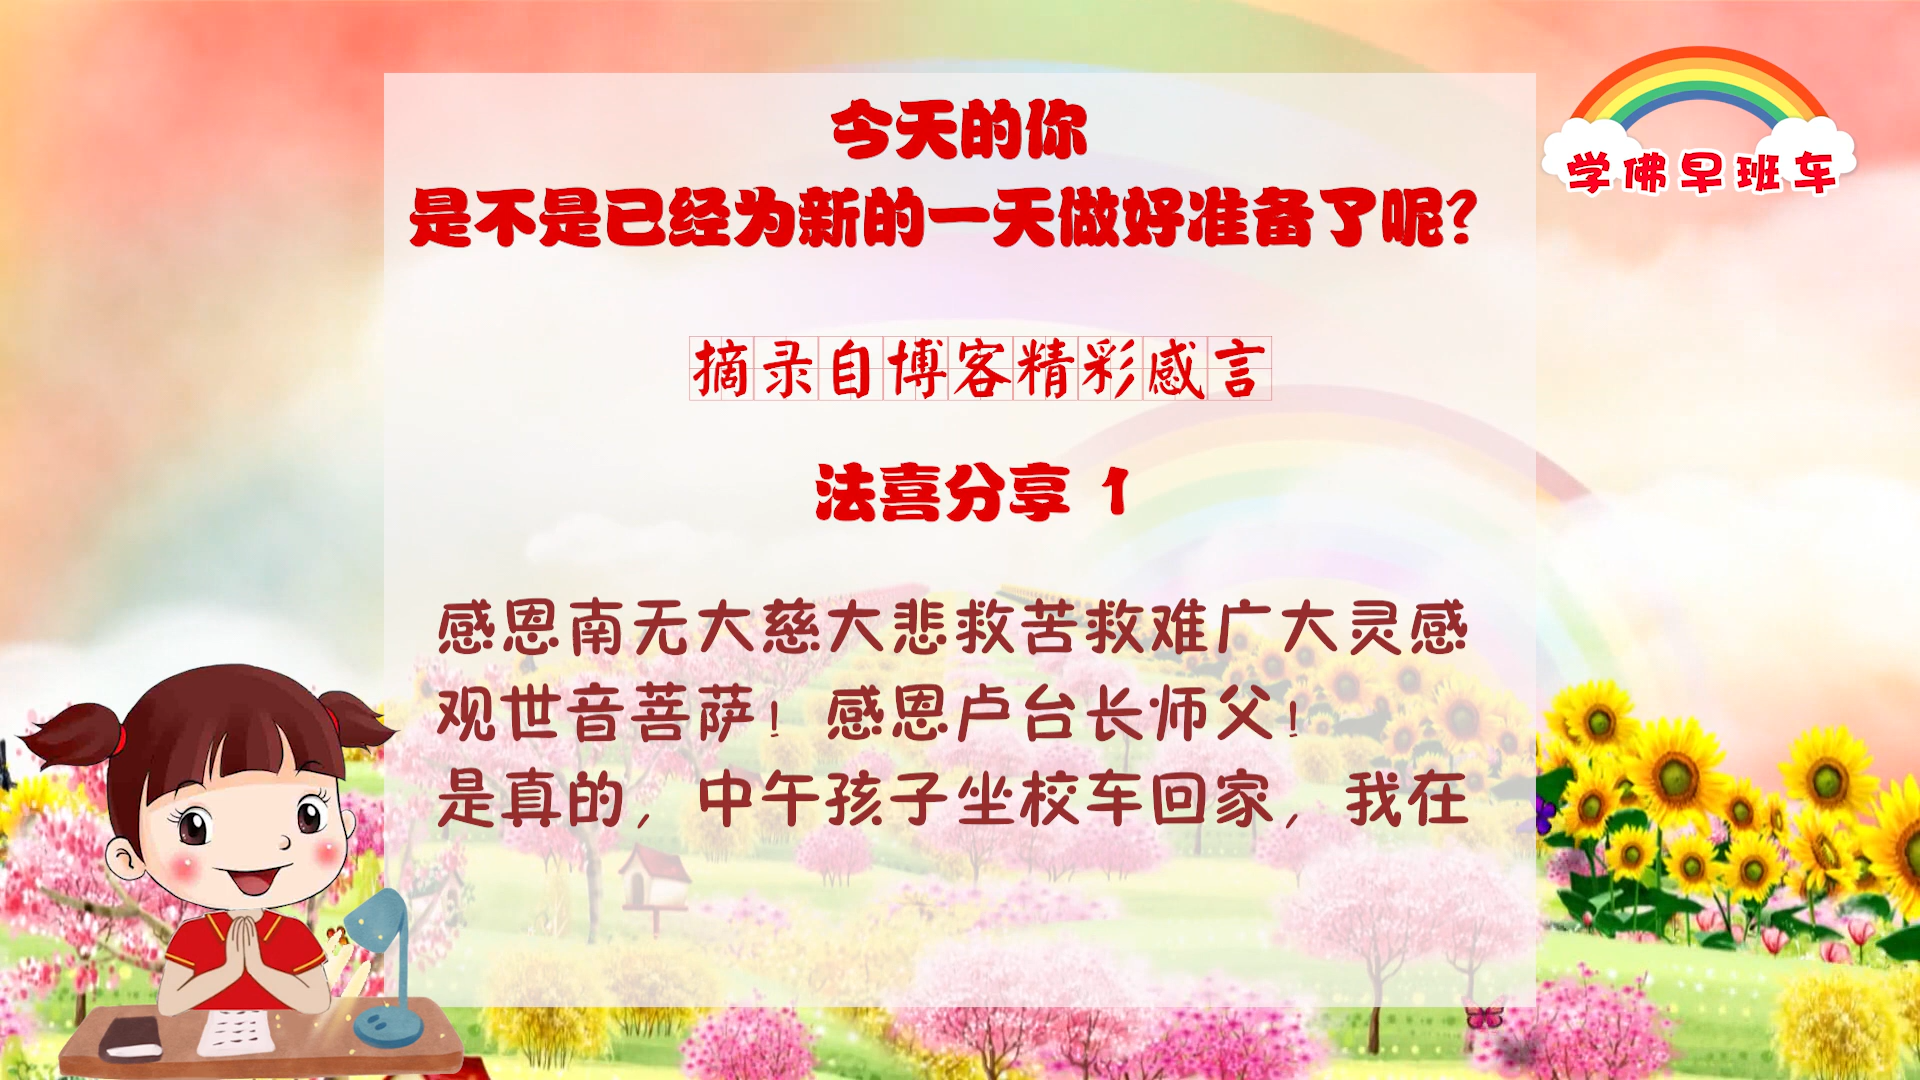 学佛早班车
今天的你
是不是已经为新的一天做好准备了呢?
摘录自博客精彩感言
法喜分享 1
感恩南无大慈大悲救苦救难广大灵感
观世音菩萨！感恩卢台长师父！
是真的，中午孩子坐校车回家，我在